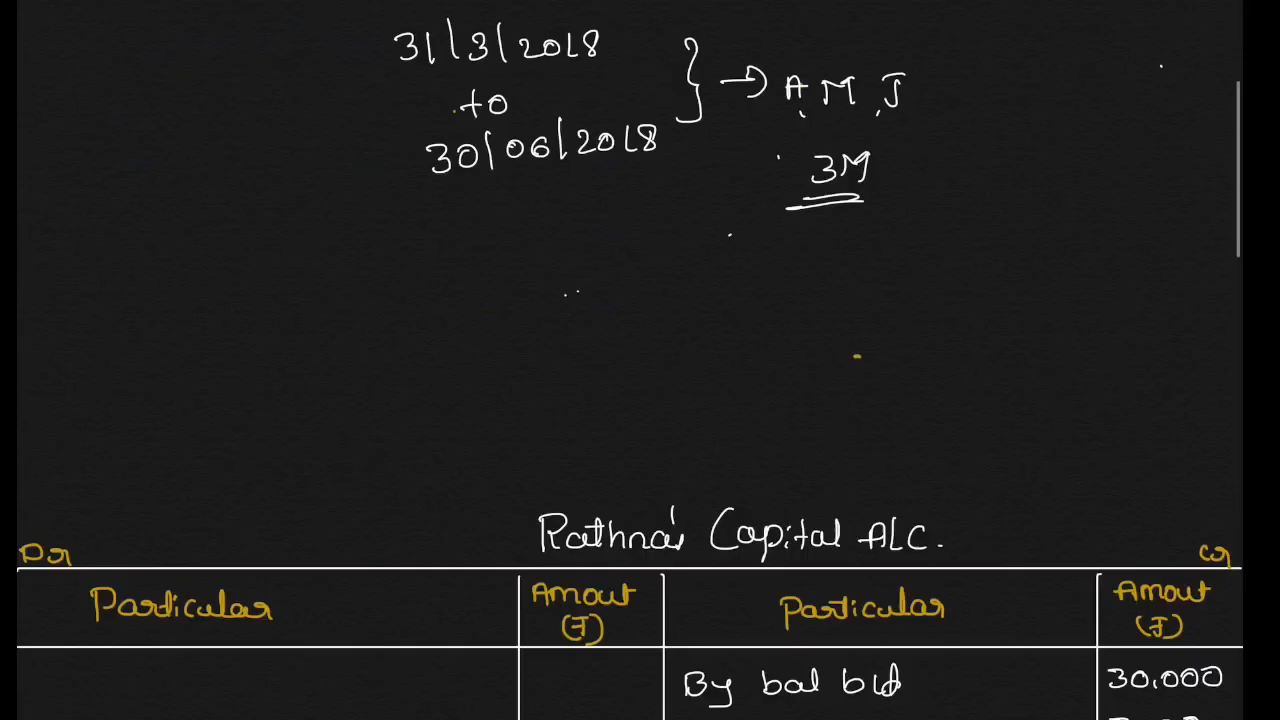 31/3/2018
to
30/06/2018
} → A M J
3M
Rathna's Capital A/C.
Dr
Cr
Particular Amout (₹) Particular Amout (₹)
By bal b/d 30,000